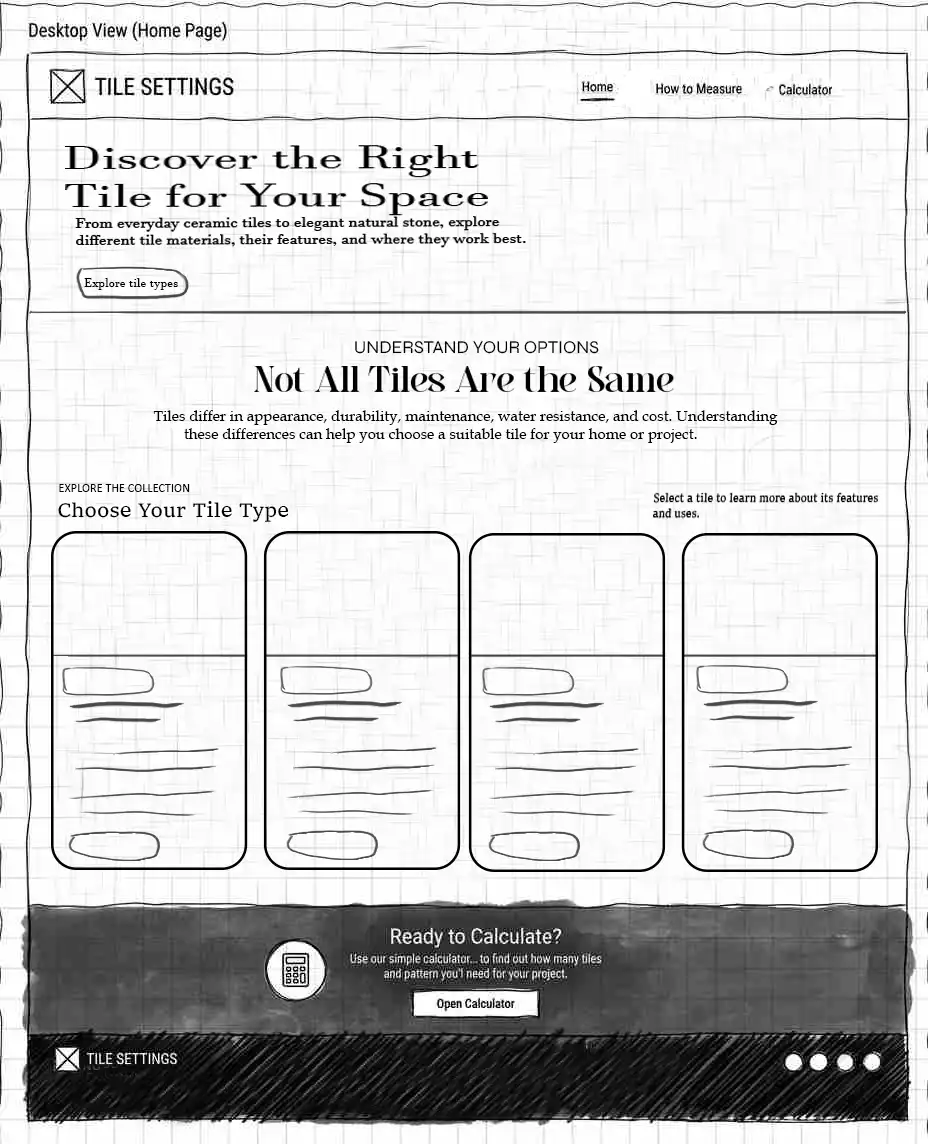 Desktop View (Home Page)
TILE SETTINGS
Home
How to Measure
Calculator
Discover the Right
Tile for Your Space
From everyday ceramic tiles to elegant natural stone, explore
different tile materials, their features, and where they work best.
Explore tile types
UNDERSTAND YOUR OPTIONS
Not All Tiles Are the Same
Tiles differ in appearance, durability, maintenance, water resistance, and cost. Understanding
these differences can help you choose a suitable tile for your home or project.
EXPLORE THE COLLECTION
Choose Your Tile Type
Select a tile to learn more about its features
and uses.
Ready to Calculate?
Use our simple calculator... to find out how many tiles
and pattern you'll need for your project.
Open Calculator
TILE SETTINGS